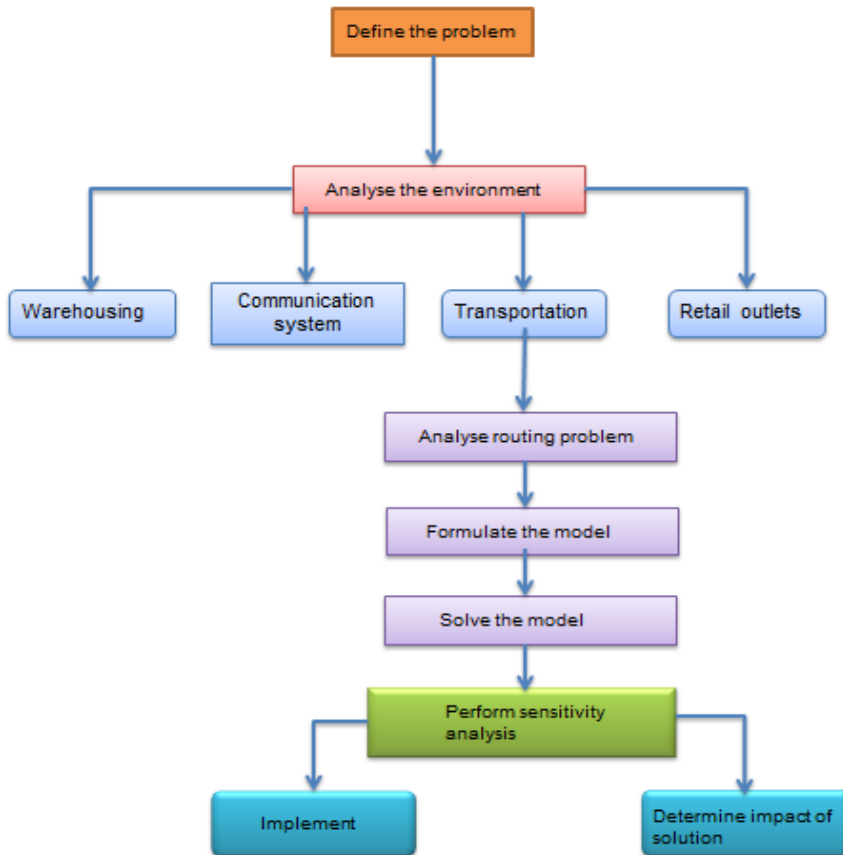 Define the problem
Analyse the environment
Warehousing
Communication
system
Transportation
Retail outlets
Analyse routing problem
Formulate the model
Solve the model
Perform sensitivity
analysis
Implement
Determine impact of
solution